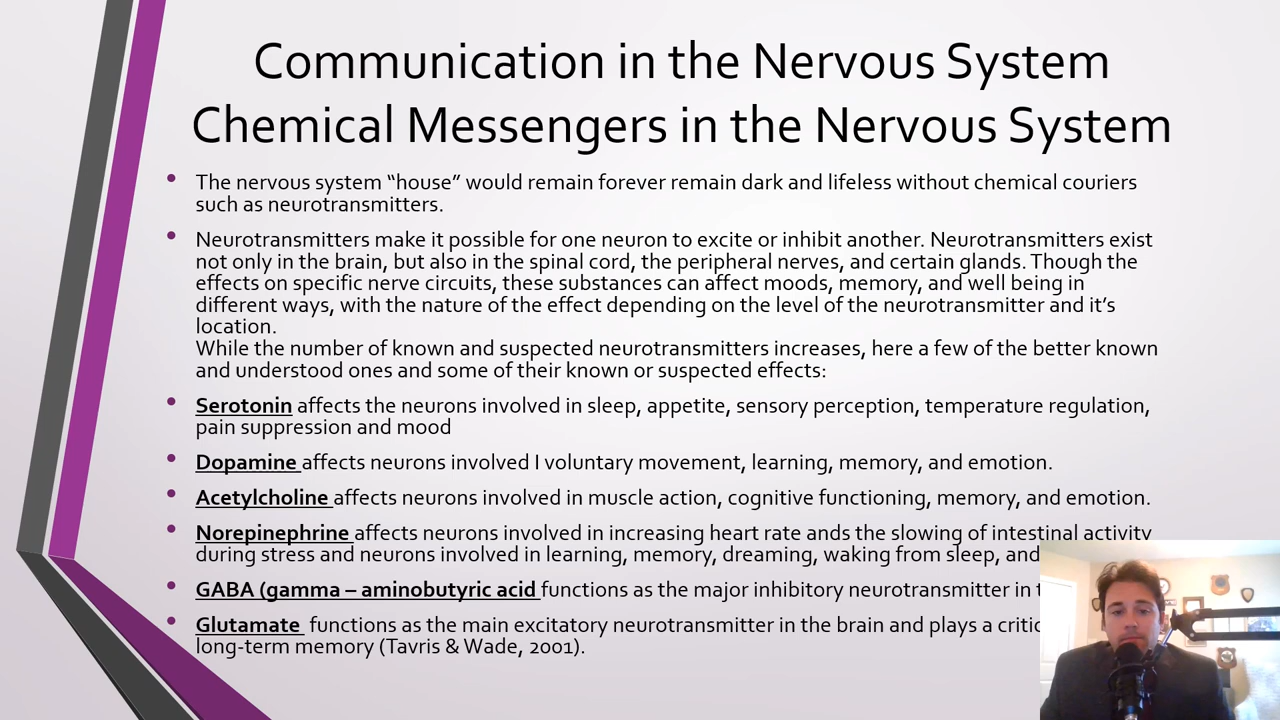 Communication in the Nervous System
Chemical Messengers in the Nervous System
• The nervous system “house” would remain forever remain dark and lifeless without chemical couriers
such as neurotransmitters.
• Neurotransmitters make it possible for one neuron to excite or inhibit another. Neurotransmitters exist
not only in the brain, but also in the spinal cord, the peripheral nerves, and certain glands. Though the
effects on specific nerve circuits, these substances can affect moods, memory, and well being in
different ways, with the nature of the effect depending on the level of the neurotransmitter and it’s
location.
While the number of known and suspected neurotransmitters increases, here a few of the better known
and understood ones and some of their known or suspected effects:
• Serotonin affects the neurons involved in sleep, appetite, sensory perception, temperature regulation,
pain suppression and mood
• Dopamine affects neurons involved I voluntary movement, learning, memory, and emotion.
• Acetylcholine affects neurons involved in muscle action, cognitive functioning, memory, and emotion.
• Norepinephrine affects neurons involved in increasing heart rate ands the slowing of intestinal activity
during stress and neurons involved in learning, memory, dreaming, waking from sleep, and
• GABA (gamma – aminobutyric acid functions as the major inhibitory neurotransmitter in
• Glutamate functions as the main excitatory neurotransmitter in the brain and plays a
long-term memory (Tavris & Wade, 2001).